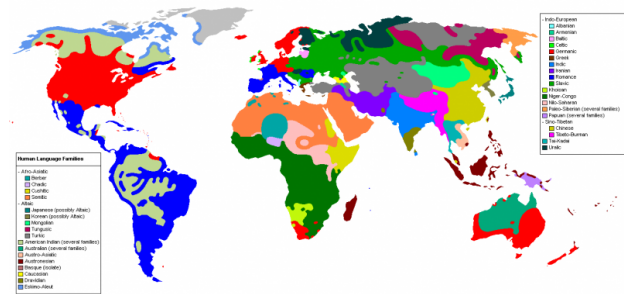 Human Language Families
- Afro-Asiatic
Berber
Chadic
Cushitic
Semitic
- Altaic
Japanese (possibly Altaic)
Korean (possibly Altaic)
Mongolian
Tungusic
Turkic
American Indian (several families)
Australian (several families)
Austro-Asiatic
Austronesian
Basque (isolate)
Caucasian
Dravidian
Eskimo-Aleut
- Indo-European
Albanian
Armenian
Baltic
Celtic
Germanic
Greek
Indic
Iranian
Romance
Slavic
Khoisan
Niger-Congo
Nilo-Saharan
Paleo-Siberian (several families)
Papuan (several families)
- Sino-Tibetan
Chinese
Tibeto-Burman
Tai-Kadai
Uralic